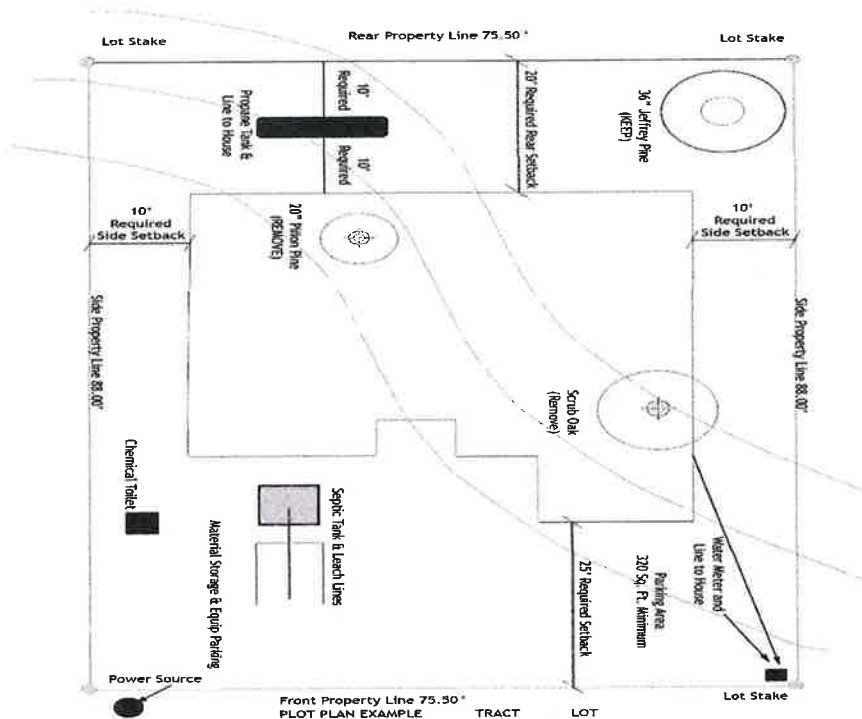 Lot Stake
Rear Property Line 75.50'
Lot Stake
Propane Tank &
Line to House
10'
Required
10'
Required
20' Required Rear Setback
36" Jeffrey Pine
(KEEP)
10'
Required
Side Setback
20" Piñon Pine
(REMOVE)
10'
Required
Side Setback
Side Property Line 88.00'
Side Property Line 88.00'
Scrub Oak
(Remove)
Chemical Toilet
Septic Tank & Leach Lines
Material Storage & Equip Parking
25' Required Setback
Parking Area
320 Sq. Ft. Minimum
Water Meter and
Line to House
Power Source
Lot Stake
Front Property Line 75.50'
PLOT PLAN EXAMPLE TRACT LOT